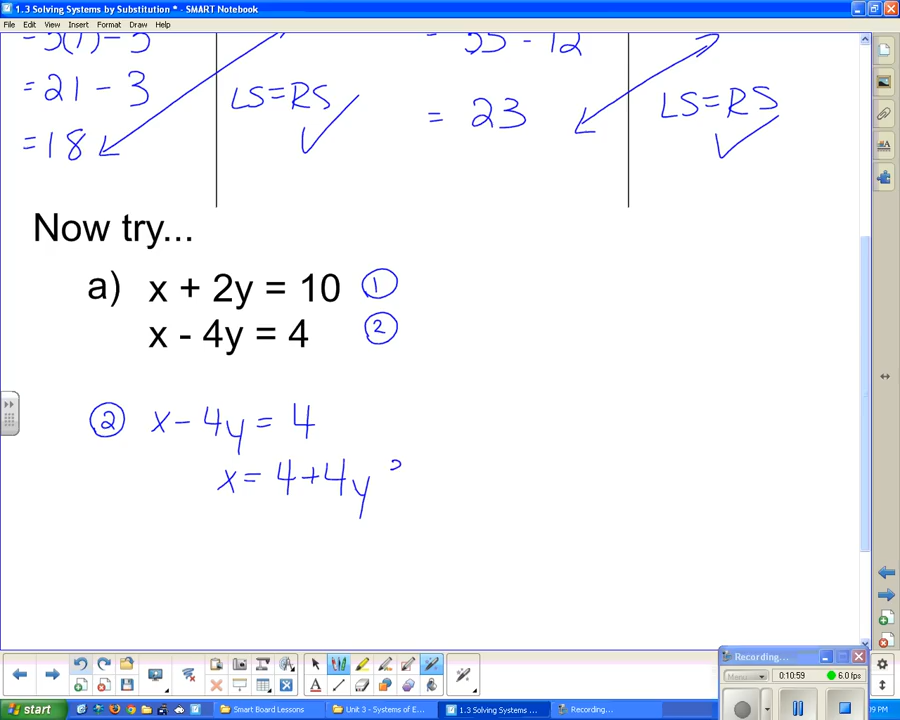 1.3 Solving Systems by Substitution * - SMART Notebook
File Edit View Insert Format Draw Help
= 21 - 3
LS = RS
= 18
= 23
LS = RS
Now try...
a) x + 2y = 10 ①
x - 4y = 4 ②
② x - 4y = 4
x = 4 + 4y
Recording...
Menu
0:10:59
6.0 fps
start
Smart Board Lessons
Unit 3 - Systems of E...
1.3 Solving Systems ...
Recording...